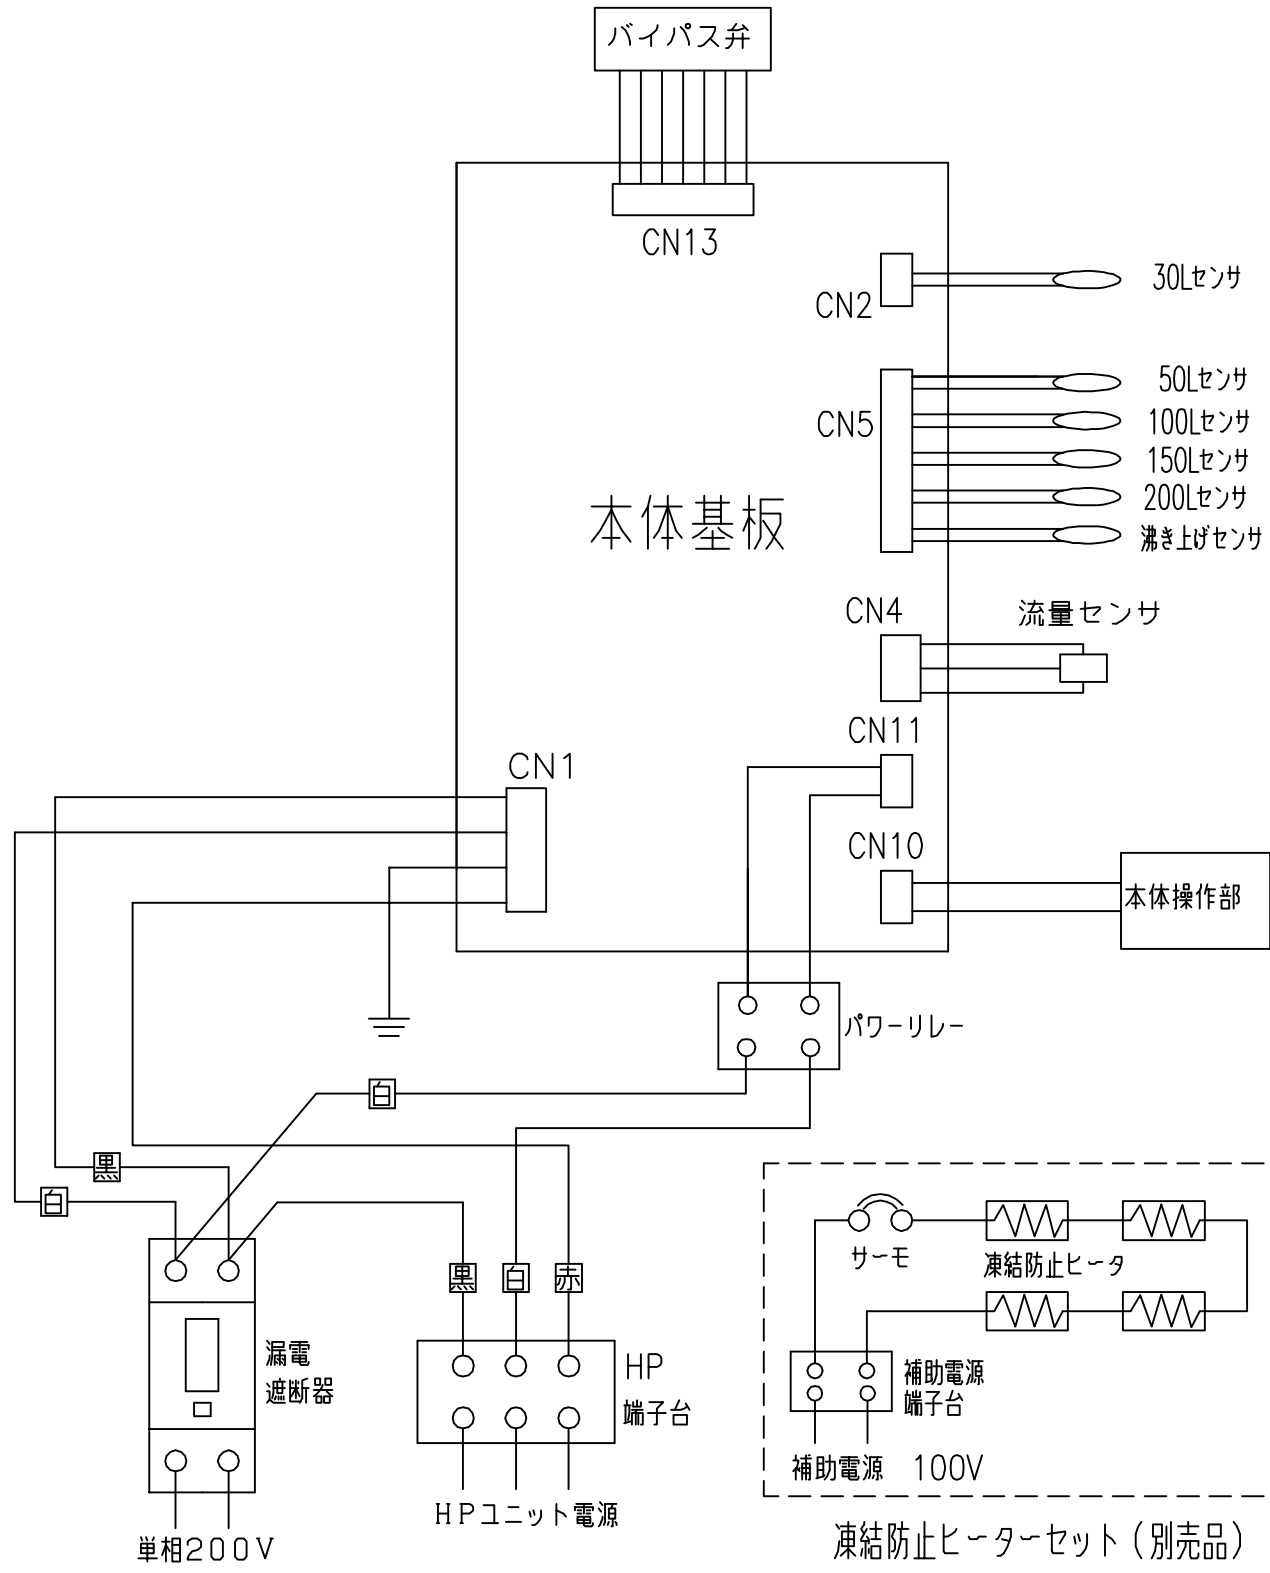 バイパス弁
CN13
CN2
30Lセンサ
50Lセンサ
CN5
100Lセンサ
150Lセンサ
200Lセンサ
沸き上げセンサ
本体基板
CN4
流量センサ
CN11
CN1
CN10
本体操作部
パワーリレー
白
黒
白
黒
白
赤
サーモ
凍結防止ヒータ
漏電
遮断器
HP
端子台
補助電源
端子台
補助電源 100V
HPユニット電源
単相200V
凍結防止ヒーターセット(別売品)